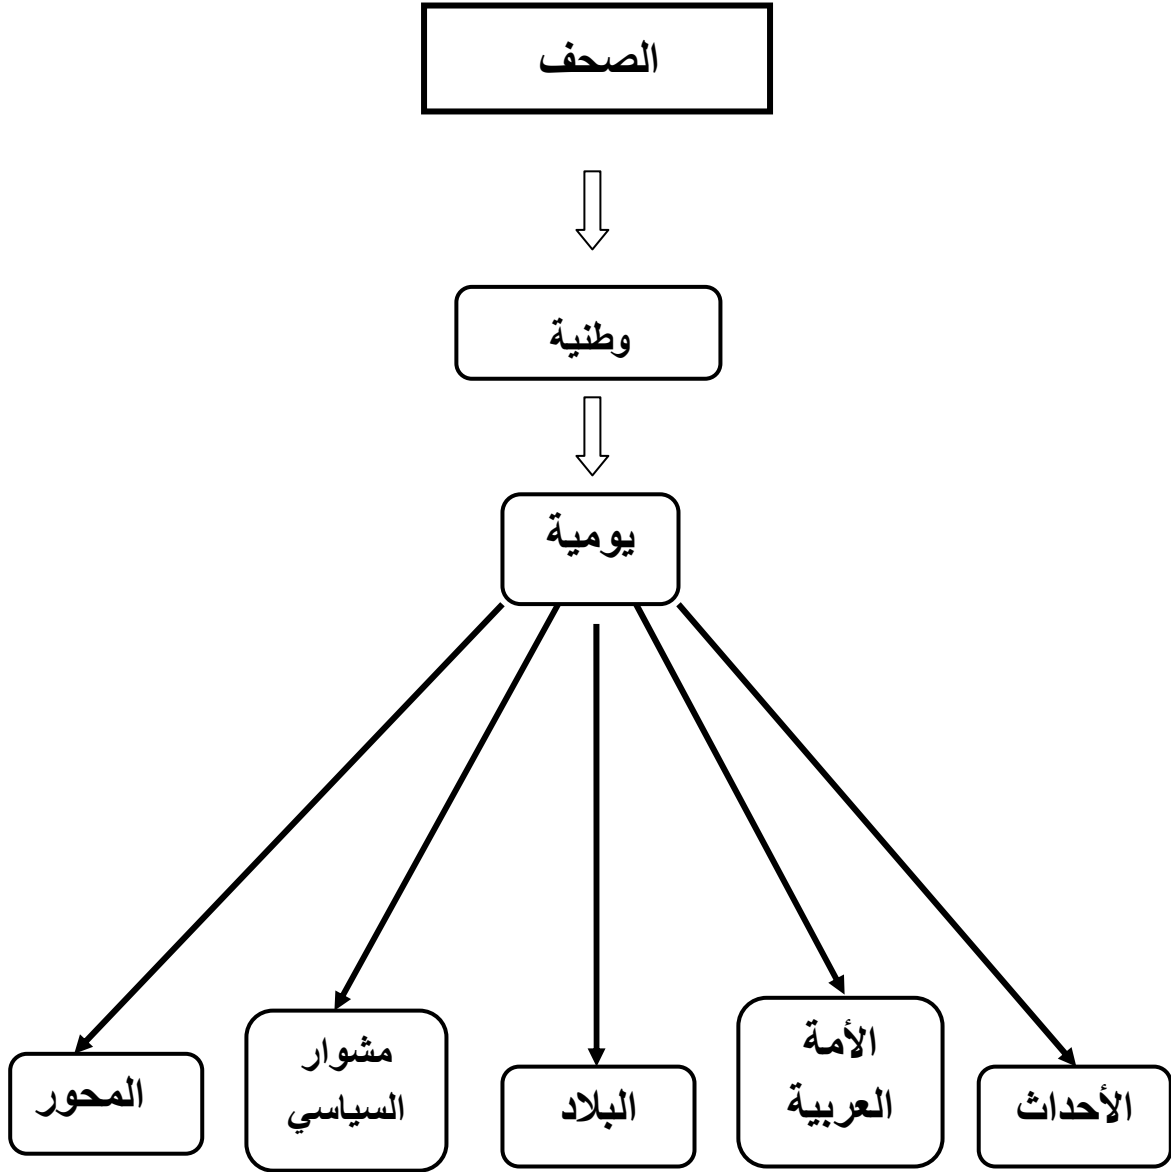 الصحف
وطنية
يومية
الأحداث
الأمة
العربية
البلاد
مشوار
السياسي
المحور